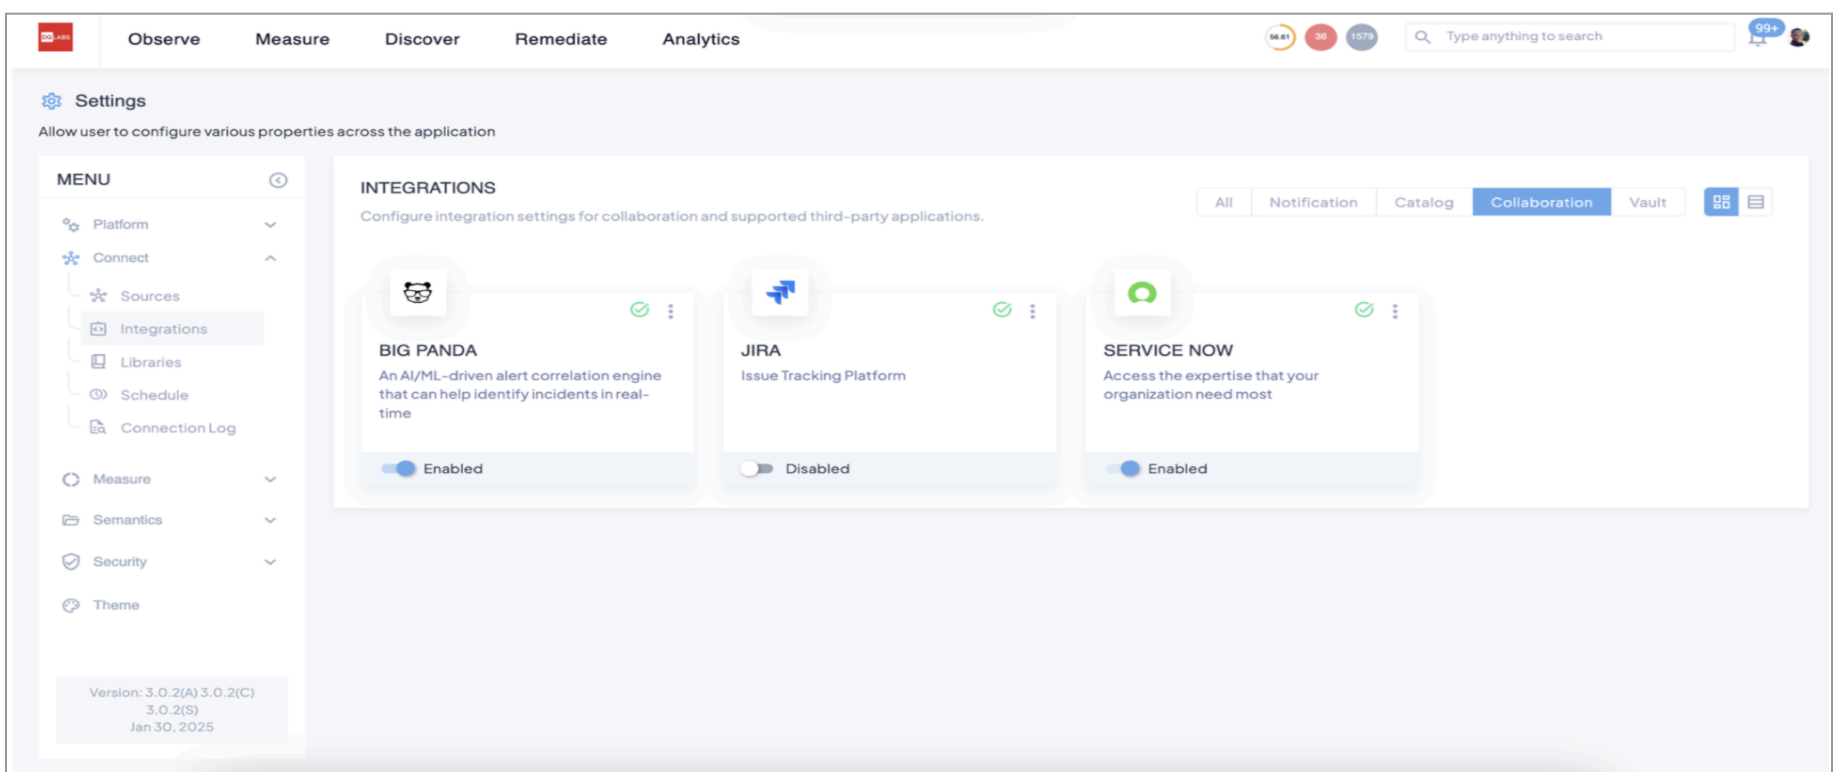 DQLABS
Observe
Measure
Discover
Remediate
Analytics
56.61
36
1579
Type anything to search
99+
Settings
Allow user to configure various properties across the application
MENU
Platform
Connect
Sources
Integrations
Libraries
Schedule
Connection Log
Measure
Semantics
Security
Theme
Version: 3.0.2(A) 3.0.2(C)
3.0.2(S)
Jan 30, 2025
INTEGRATIONS
Configure integration settings for collaboration and supported third-party applications.
All
Notification
Catalog
Collaboration
Vault
BIG PANDA
An AI/ML-driven alert correlation engine
that can help identify incidents in real-
time
Enabled
JIRA
Issue Tracking Platform
Disabled
SERVICE NOW
Access the expertise that your
organization need most
Enabled